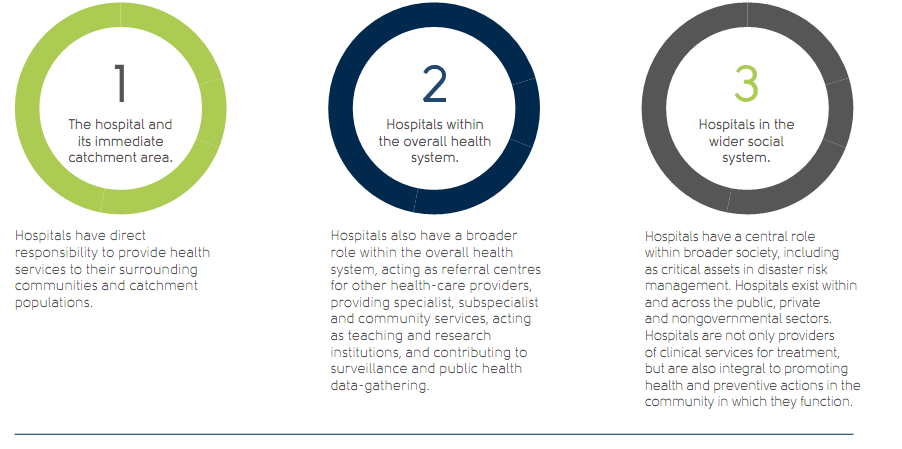 1
The hospital and
its immediate
catchment area.
Hospitals have direct
responsibility to provide health
services to their surrounding
communities and catchment
populations.
2
Hospitals within
the overall health
system.
Hospitals also have a broader
role within the overall health
system, acting as referral centres
for other health-care providers,
providing specialist, subspecialist
and community services, acting
as teaching and research
institutions, and contributing to
surveillance and public health
data-gathering.
3
Hospitals in the
wider social
system.
Hospitals have a central role
within broader society, including
as critical assets in disaster risk
management. Hospitals exist within
and across the public, private
and nongovernmental sectors.
Hospitals are not only providers
of clinical services for treatment,
but are also integral to promoting
health and preventive actions in the
community in which they function.